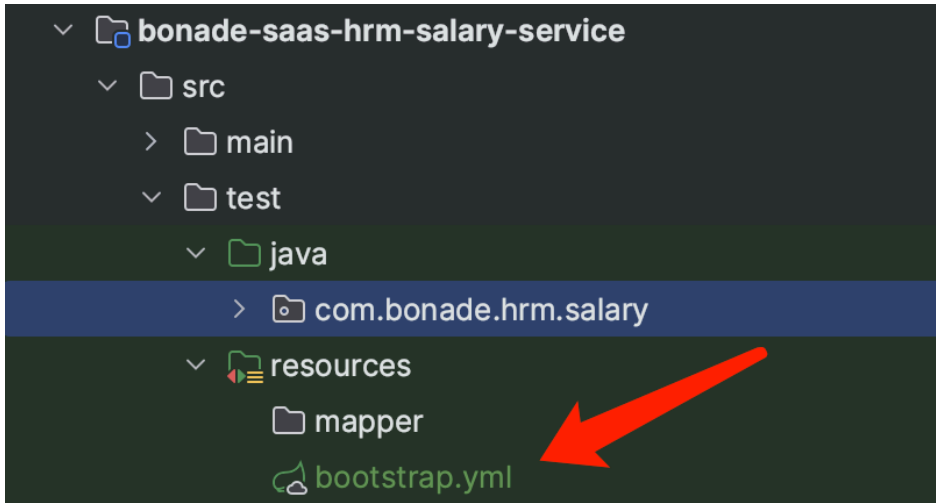 bonade-saas-hrm-salary-service
src
main
test
java
com.bonade.hrm.salary
resources
mapper
bootstrap.yml